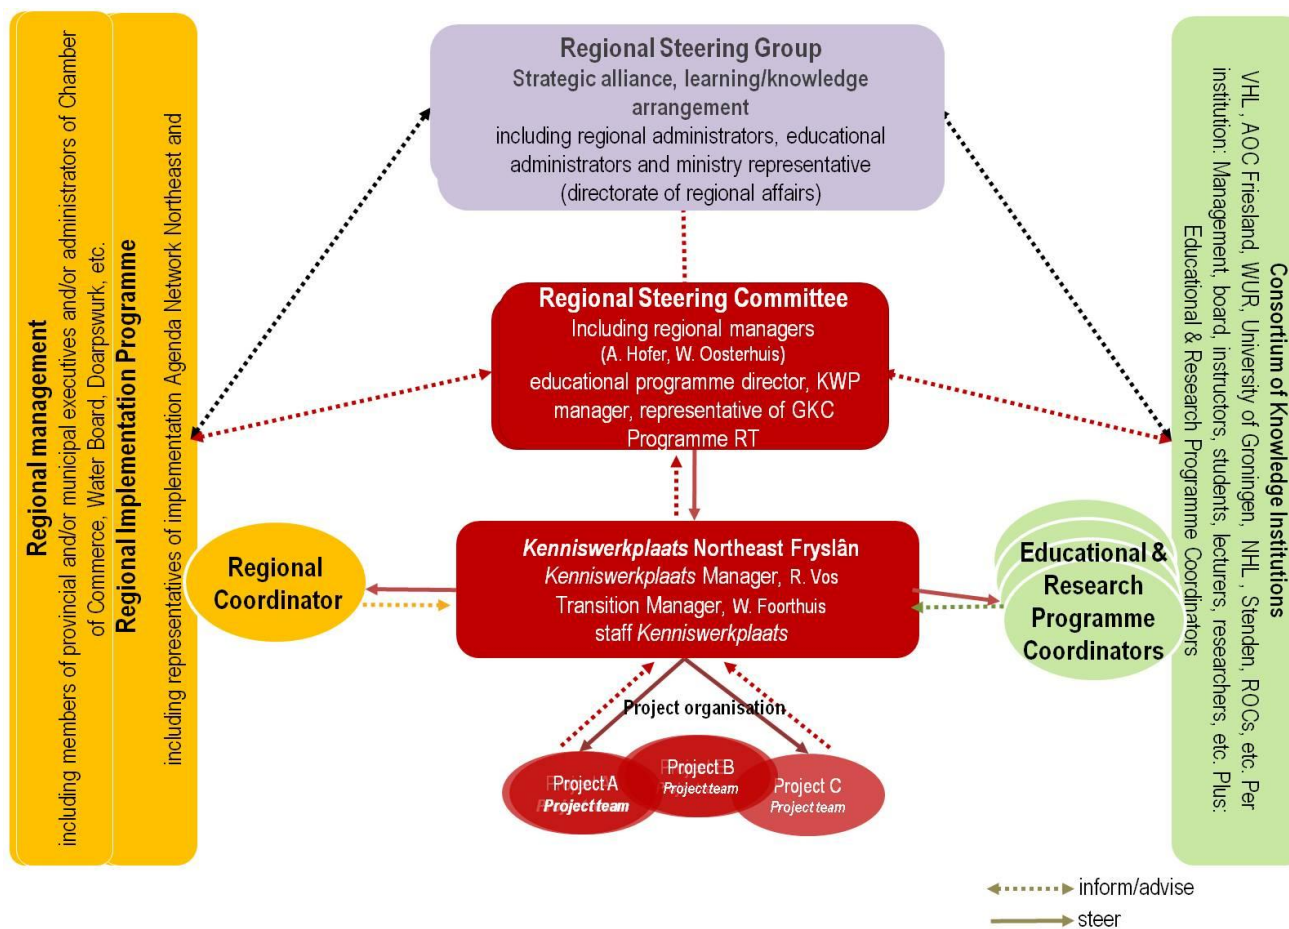 Regional management
including members of provincial and/or municipal executives and/or administrators of Chamber
of Commerce, Water Board, Doarpswurk, etc.
Regional Implementation Programme
including representatives of implementation Agenda Network Northeast and
Regional Steering Group
Strategic alliance, learning/knowledge
arrangement
including regional administrators, educational
administrators and ministry representative
(directorate of regional affairs)
Regional Steering Committee
Including regional managers
(A. Hofer, W. Oosterhuis)
educational programme director, KWP
manager, representative of GKC
Programme RT
Regional
Coordinator
Kenniswerkplaats Northeast Fryslân
Kenniswerkplaats Manager, R. Vos
Transition Manager, W. Foorthuis
staff Kenniswerkplaats
Educational &
Research
Programme
Coordinators
Project organisation
Project A
Project team
Project B
Project team
Project C
Project team
Consortium of Knowledge Institutions
VHL, AOC Friesland, WUR, University of Groningen, NHL, Stenden, ROCs, etc. Per
institution: Management, board, instructors, students, lecturers, researchers, etc. Plus:
Educational & Research Programme Coordinators
inform/advise
steer